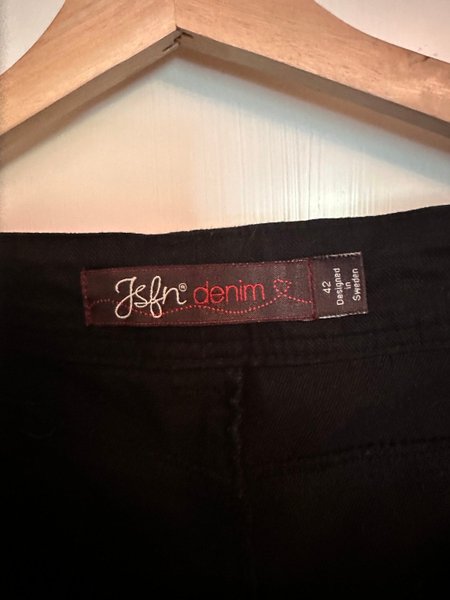 Jsfn® denim
42
Designed
in
Sweden